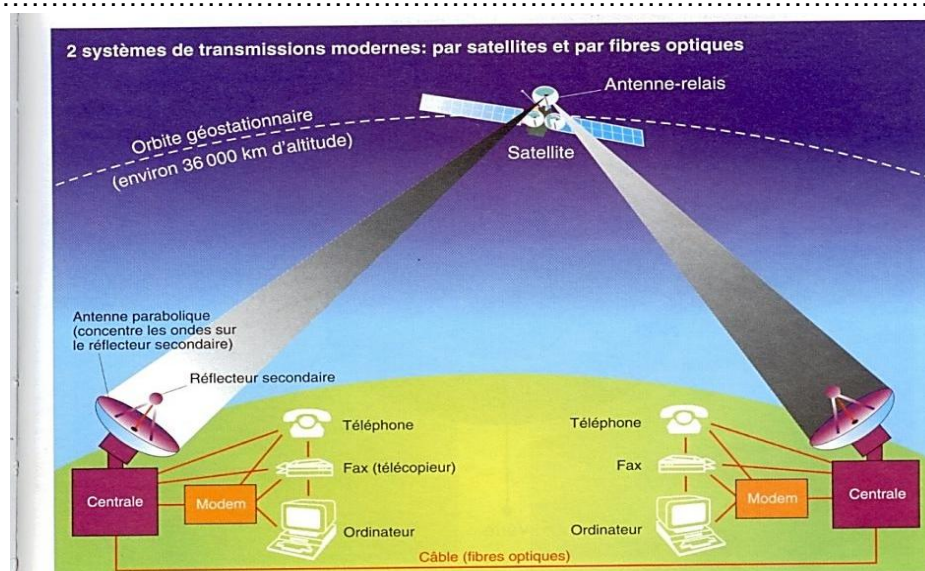 2 systèmes de transmissions modernes: par satellites et par fibres optiques
Antenne-relais
Orbite géostationnaire
(environ 36 000 km d'altitude)
Satellite
Antenne parabolique
(concentre les ondes sur
le réflecteur secondaire)
Réflecteur secondaire
Téléphone
Fax (télécopieur)
Ordinateur
Centrale
Modem
Téléphone
Fax
Ordinateur
Modem
Centrale
Câble (fibres optiques)